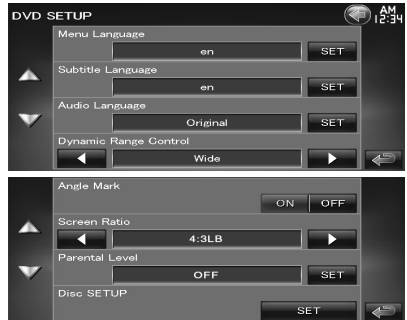 DVD SETUP
AM
12:34
Menu Language
en SET
Subtitle Language
en SET
Audio Language
Original SET
Dynamic Range Control
Wide
Angle Mark
ON OFF
Screen Ratio
4:3LB
Parental Level
OFF SET
Disc SETUP
SET